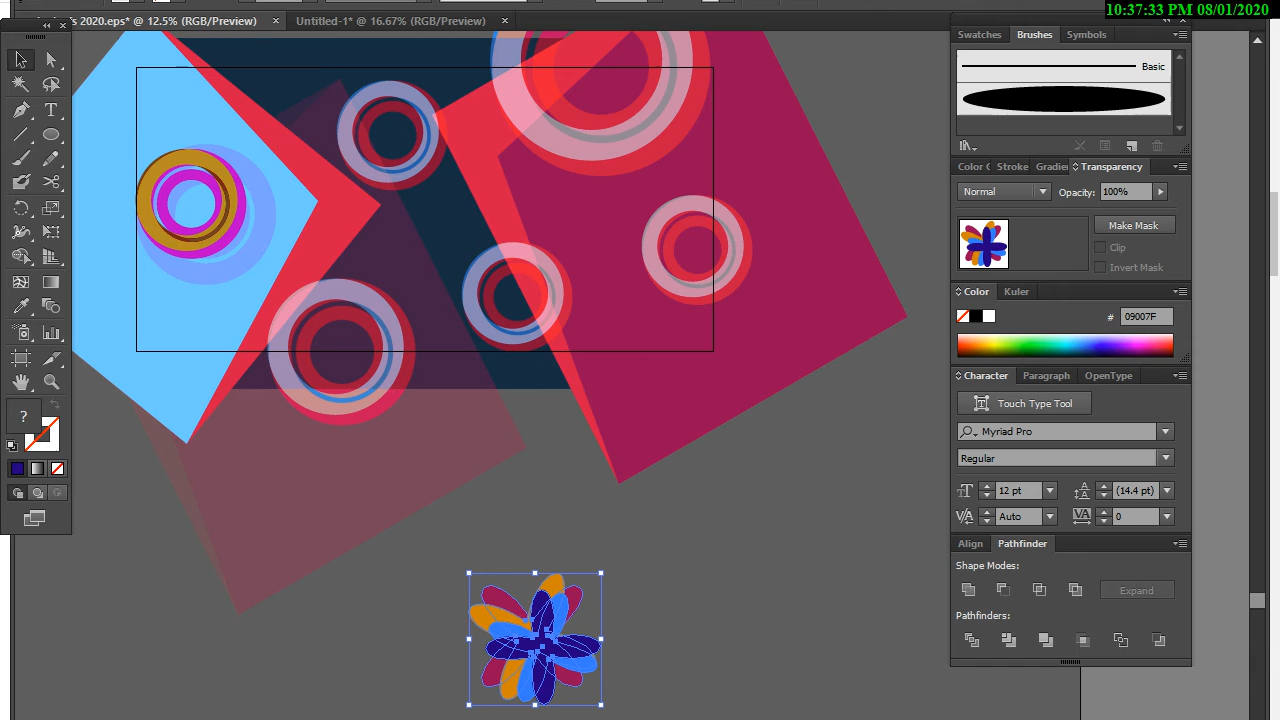 10:37:33 PM 08/01/2020
s 2020.eps* @ 12.5% (RGB/Preview) ×
Untitled-1* @ 16.67% (RGB/Preview) ×
Swatches Brushes Symbols
Basic
Color G Stroke Gradie Transparency
Normal Opacity: 100%
Make Mask
Clip
Invert Mask
Color Kuler
# 09007F
Character Paragraph OpenType
Touch Type Tool
Myriad Pro
Regular
12 pt (14.4 pt)
Auto 0
Align Pathfinder
Shape Modes:
Expand
Pathfinders:
?